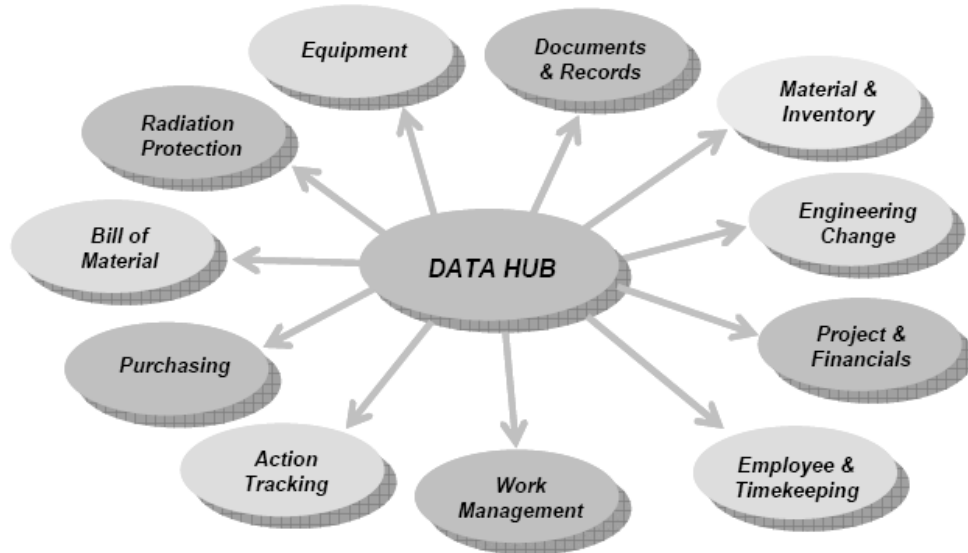 Equipment
Documents
& Records
Material &
Inventory
Radiation
Protection
Engineering
Change
Bill of
Material
DATA HUB
Project &
Financials
Purchasing
Action
Tracking
Work
Management
Employee &
Timekeeping